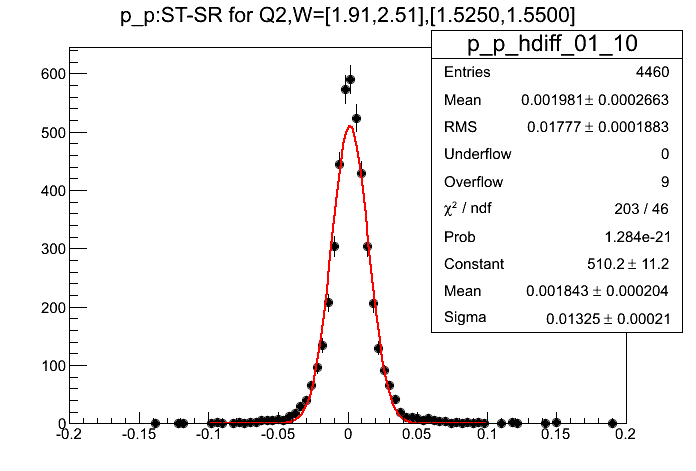 p_p:ST-SR for Q2,W=[1.91,2.51],[1.5250,1.5500]
p_p_hdiff_01_10
Entries 4460
Mean 0.001981± 0.0002663
RMS 0.01777± 0.0001883
Underflow 0
Overflow 9
χ² / ndf 203 / 46
Prob 1.284e-21
Constant 510.2 ± 11.2
Mean 0.001843 ± 0.000204
Sigma 0.01325 ± 0.00021
600
500
400
300
200
100
0
-0.2 -0.15 -0.1 -0.05 0 0.05 0.1 0.15 0.2